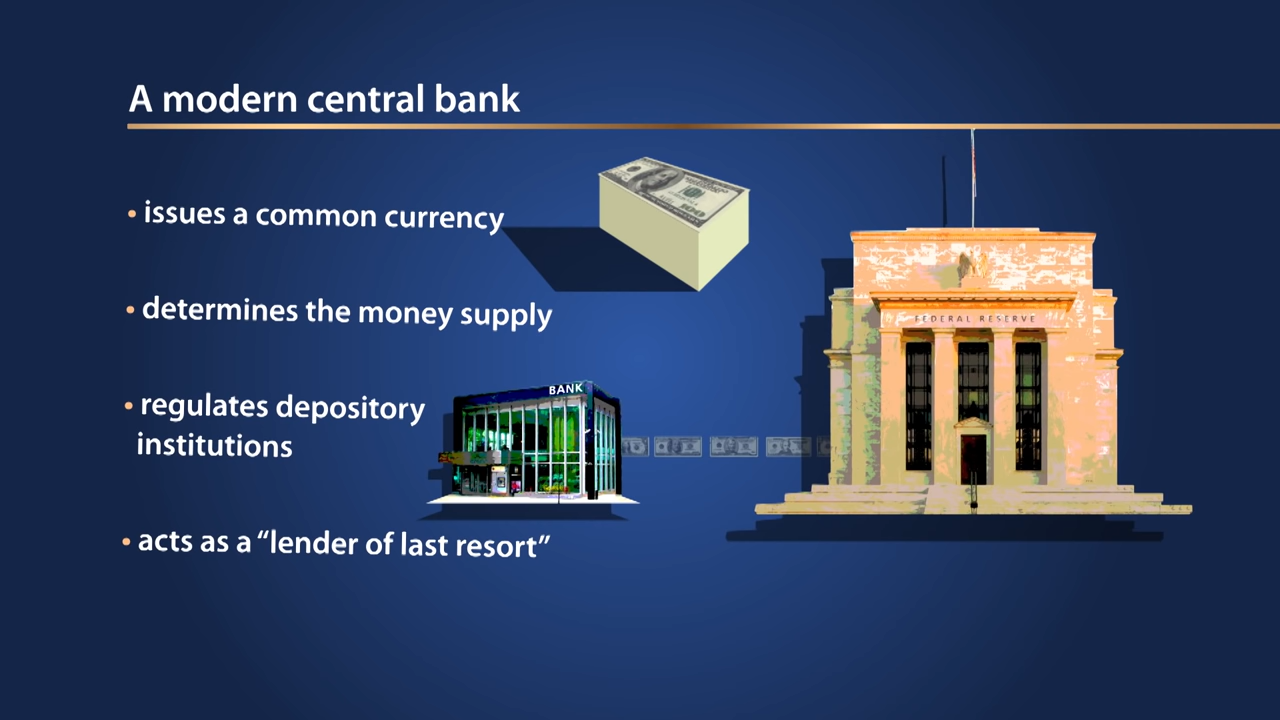 A modern central bank
• issues a common currency
• determines the money supply
• regulates depository
institutions
• acts as a “lender of last resort”
100
BANK
FEDERAL RESERVE